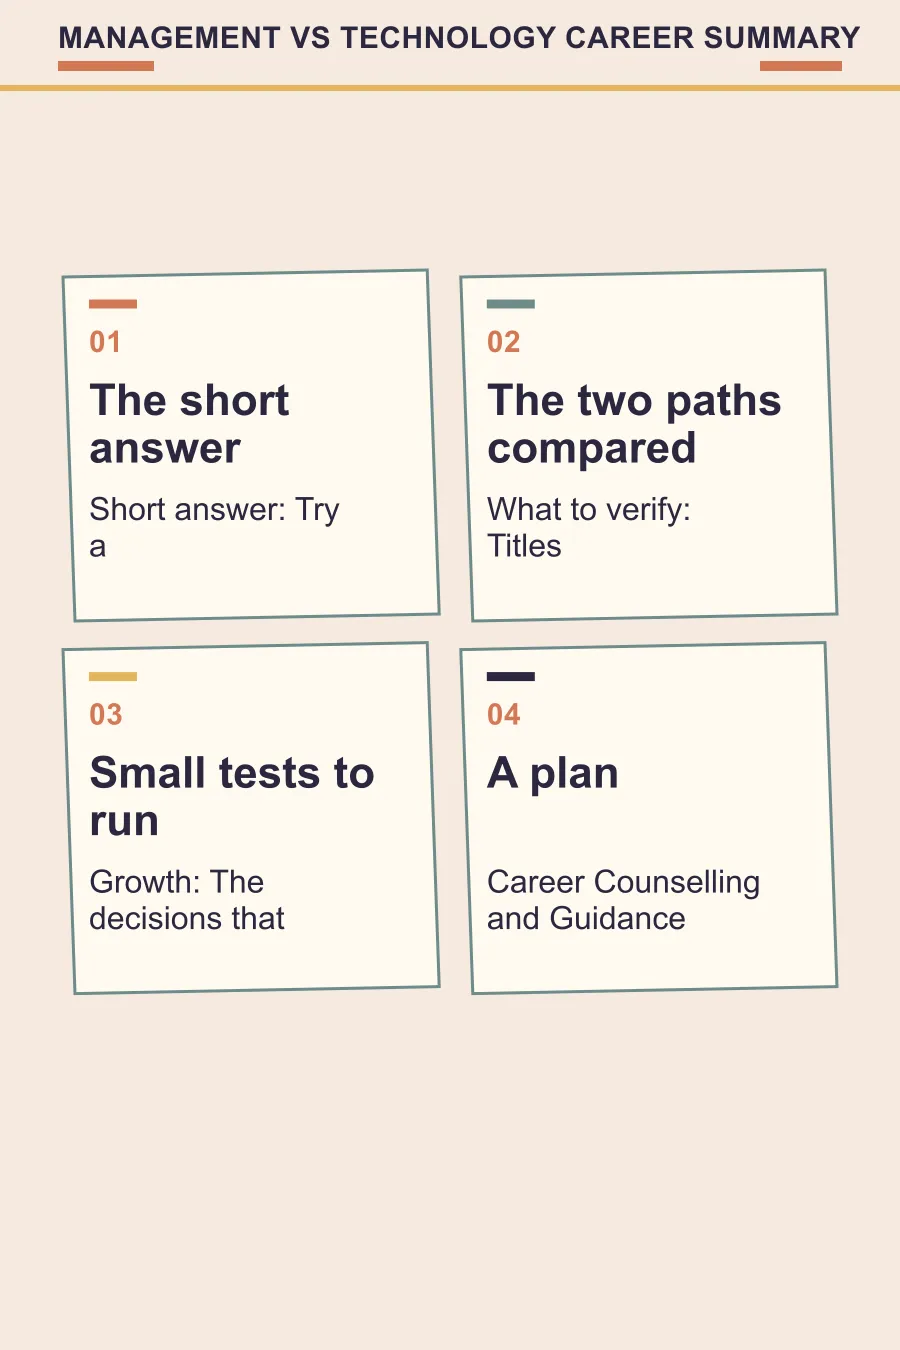 MANAGEMENT VS TECHNOLOGY CAREER SUMMARY
01
The short
answer
Short answer: Try
a
02
The two paths
compared
What to verify:
Titles
03
Small tests to
run
Growth: The
decisions that
04
A plan
Career Counselling
and Guidance